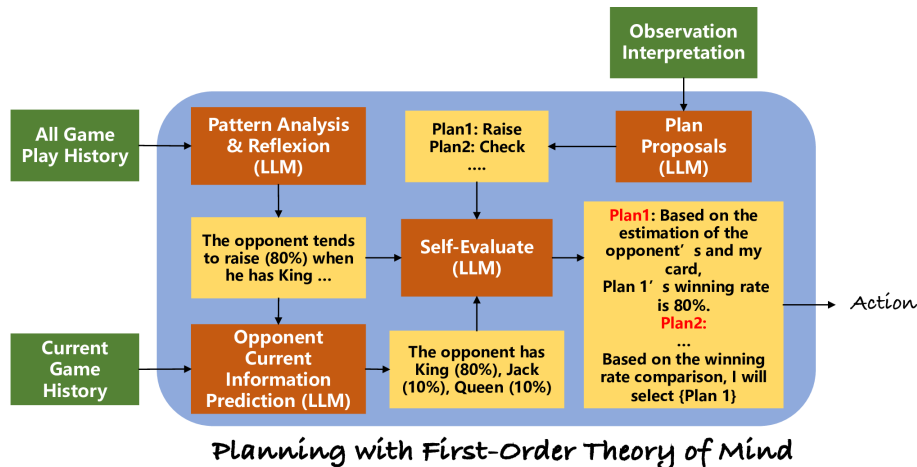 Observation
Interpretation
All Game
Play History
Pattern Analysis
& Reflexion
(LLM)
Plan1: Raise
Plan2: Check
....
Plan
Proposals
(LLM)
The opponent tends
to raise (80%) when
he has King ...
Self-Evaluate
(LLM)
Plan1: Based on the
estimation of the
opponent’s and my
card,
Plan 1’s winning rate
is 80%.
Plan2:
...
Based on the winning
rate comparison, I will
select {Plan 1}
Action
Current
Game
History
Opponent
Current
Information
Prediction (LLM)
The opponent has
King (80%), Jack
(10%), Queen (10%)
Planning with First-Order Theory of Mind